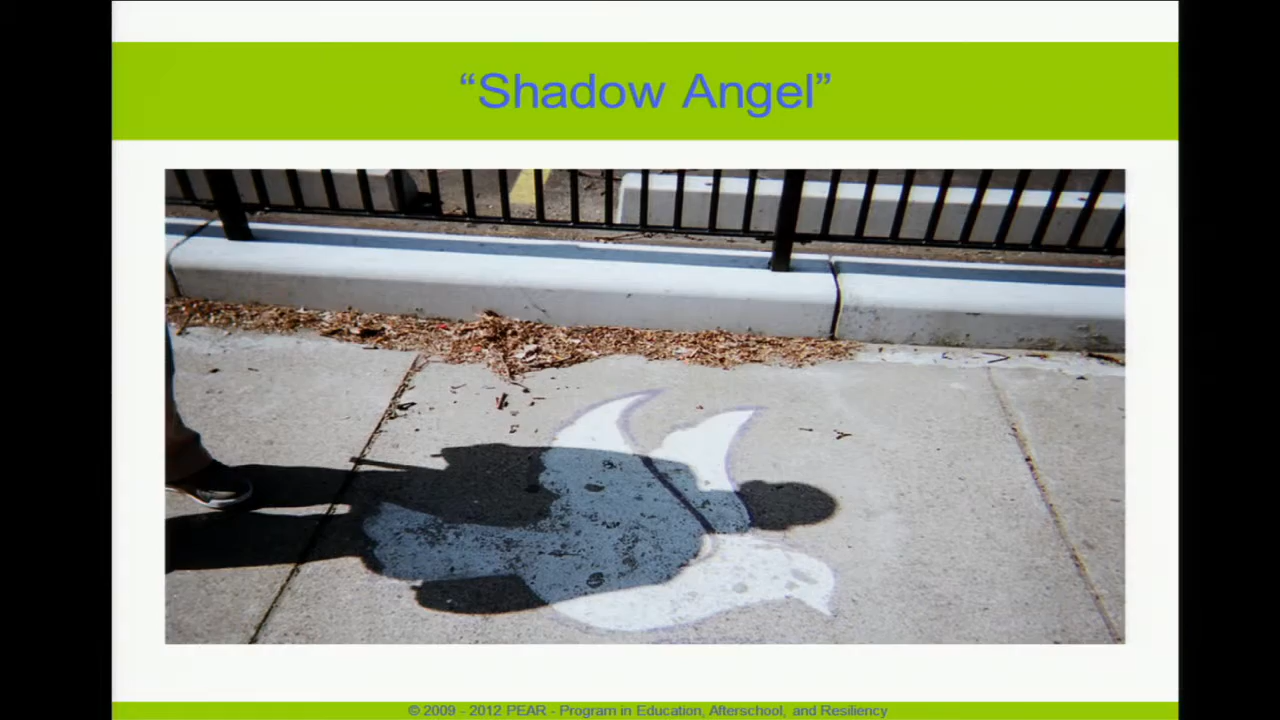 “Shadow Angel”
© 2009 - 2012 PEAR - Program in Education, Afterschool, and Resiliency